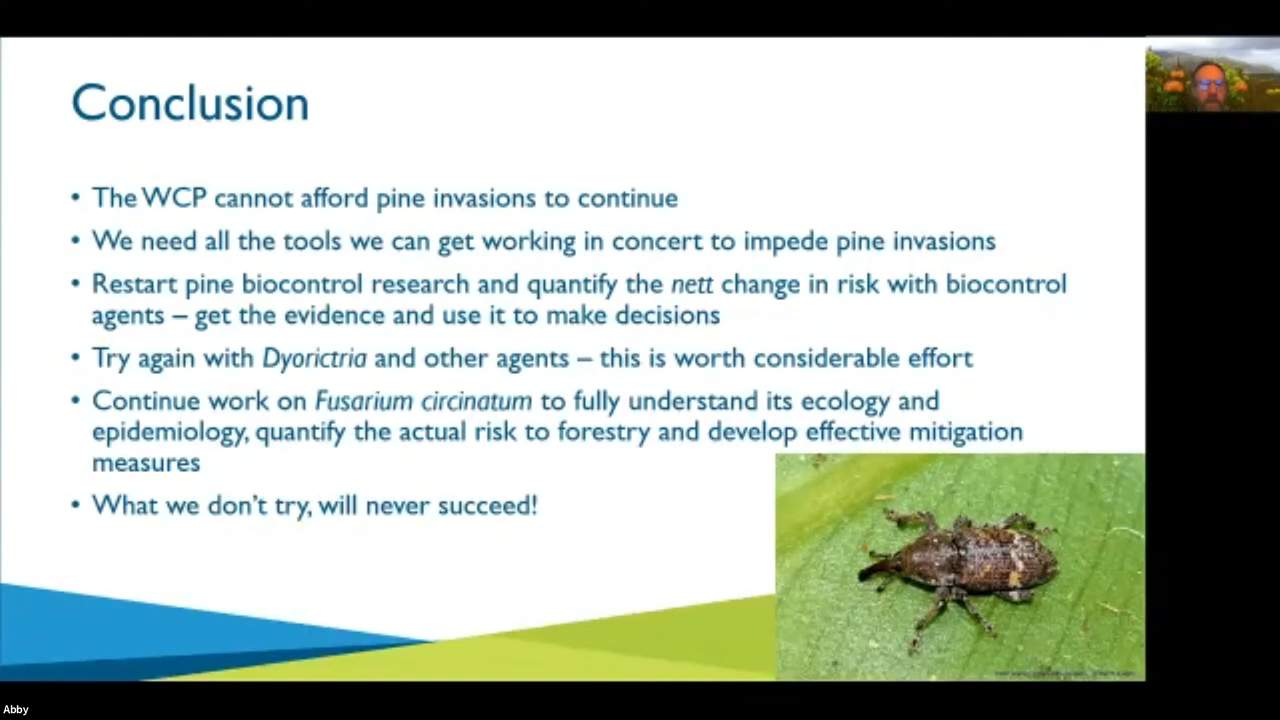 Conclusion
• The WCP cannot afford pine invasions to continue
• We need all the tools we can get working in concert to impede pine invasions
• Restart pine biocontrol research and quantify the nett change in risk with biocontrol
agents – get the evidence and use it to make decisions
• Try again with Dyorictria and other agents – this is worth considerable effort
• Continue work on Fusarium circinatum to fully understand its ecology and
epidemiology, quantify the actual risk to forestry and develop effective mitigation
measures
• What we don't try, will never succeed!
Abby